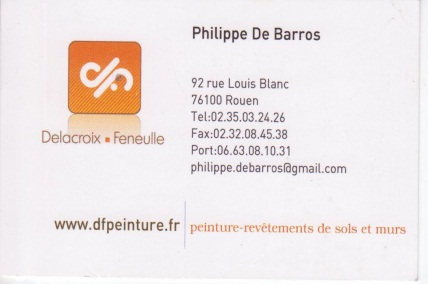 Philippe De Barros
92 rue Louis Blanc
76100 Rouen
Tel:02.35.03.24.26
Fax:02.32.08.45.38
Port:06.63.08.10.31
philippe.debarros@gmail.com
Delacroix ▪ Feneulle
www.dfpeinture.fr
peinture-revêtements de sols et murs